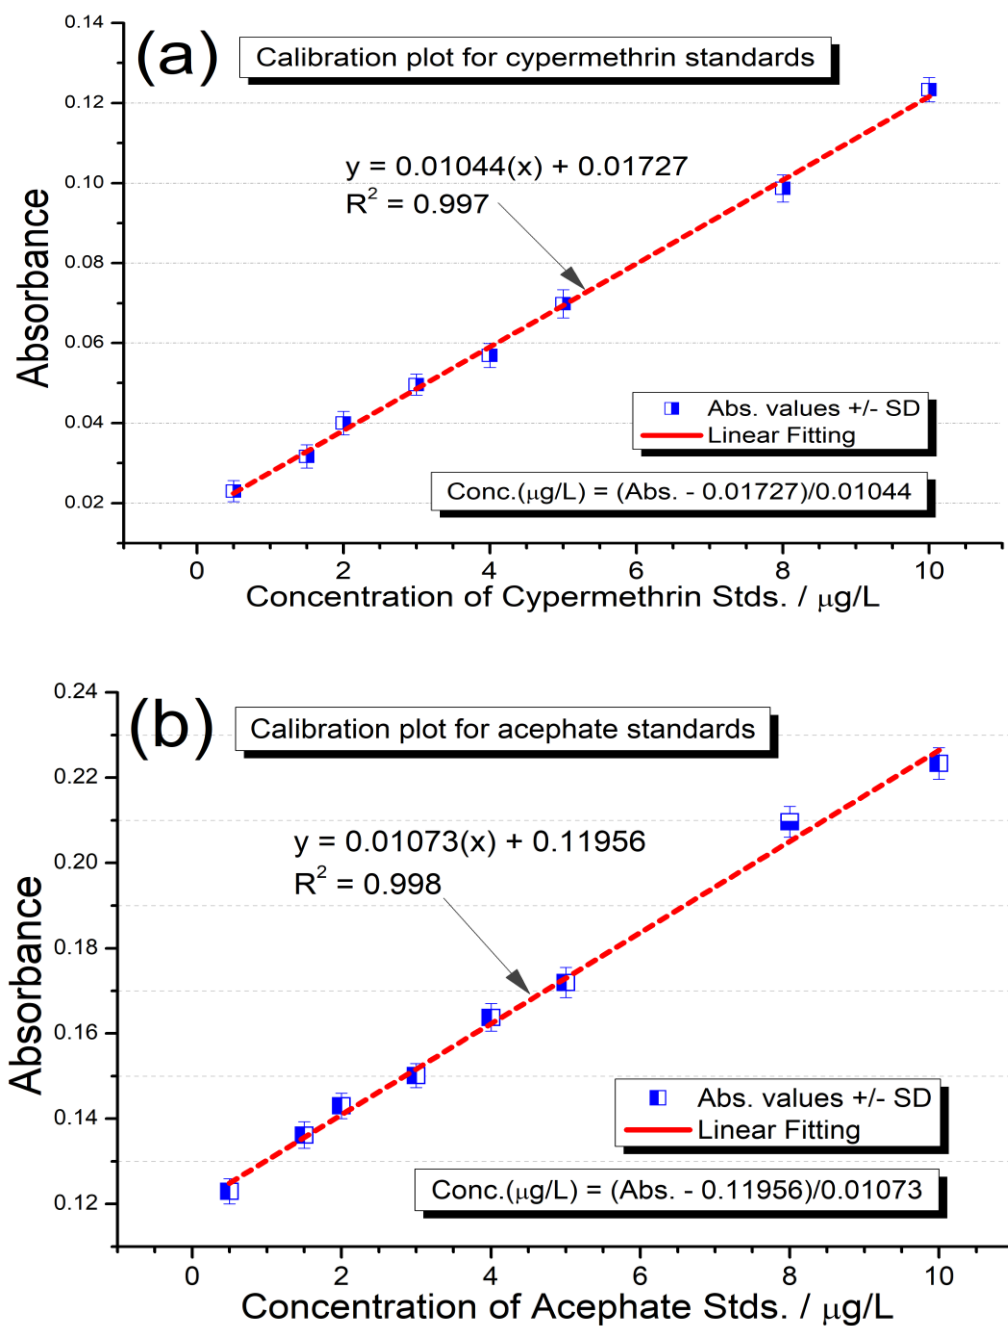 (a)
Calibration plot for cypermethrin standards
0.14
0.12
0.10
0.08
0.06
0.04
0.02
Absorbance
y = 0.01044(x) + 0.01727
R² = 0.997
Abs. values +/- SD
Linear Fitting
Conc.(μg/L) = (Abs. - 0.01727)/0.01044
0 2 4 6 8 10
Concentration of Cypermethrin Stds. / μg/L
(b)
Calibration plot for acephate standards
0.24
0.22
0.20
0.18
0.16
0.14
0.12
Absorbance
y = 0.01073(x) + 0.11956
R² = 0.998
Abs. values +/- SD
Linear Fitting
Conc.(μg/L) = (Abs. - 0.11956)/0.01073
0 2 4 6 8 10
Concentration of Acephate Stds. / μg/L